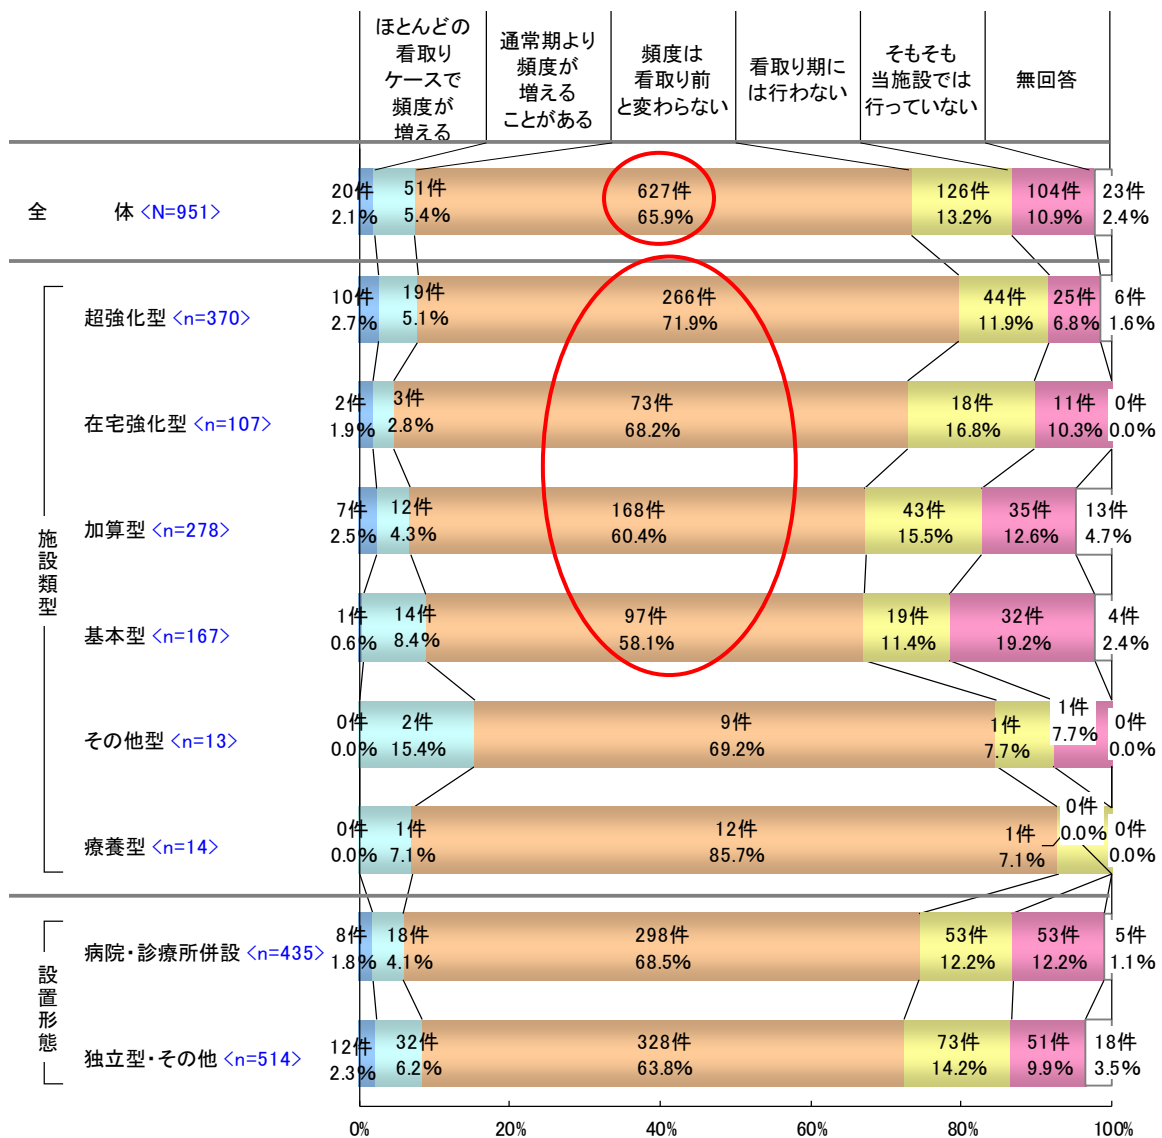 ほとんどの
看取り
ケースで
頻度が
増える
通常期より
頻度が
増える
ことがある
頻度は
看取り前
と変わらない
看取り期に
は行わない
そもそも
当施設では
行っていない
無回答
全 体 <N=951>
20件 51件 627件 126件 104件 23件
2.1% 5.4% 65.9% 13.2% 10.9% 2.4%
施設類型
超強化型 <n=370>
10件 19件 266件 44件 25件 6件
2.7% 5.1% 71.9% 11.9% 6.8% 1.6%
在宅強化型 <n=107>
2件 3件 73件 18件 11件 0件
1.9% 2.8% 68.2% 16.8% 10.3% 0.0%
加算型 <n=278>
7件 12件 168件 43件 35件 13件
2.5% 4.3% 60.4% 15.5% 12.6% 4.7%
基本型 <n=167>
1件 14件 97件 19件 32件 4件
0.6% 8.4% 58.1% 11.4% 19.2% 2.4%
その他型 <n=13>
0件 2件 9件 1件 1件 0件
0.0% 15.4% 69.2% 7.7% 7.7% 0.0%
療養型 <n=14>
0件 1件 12件 1件 0件 0件
0.0% 7.1% 85.7% 7.1% 0.0% 0.0%
設置形態
病院・診療所併設 <n=435>
8件 18件 298件 53件 53件 5件
1.8% 4.1% 68.5% 12.2% 12.2% 1.1%
独立型・その他 <n=514>
12件 32件 328件 73件 51件 18件
2.3% 6.2% 63.8% 14.2% 9.9% 3.5%
0% 20% 40% 60% 80% 100%